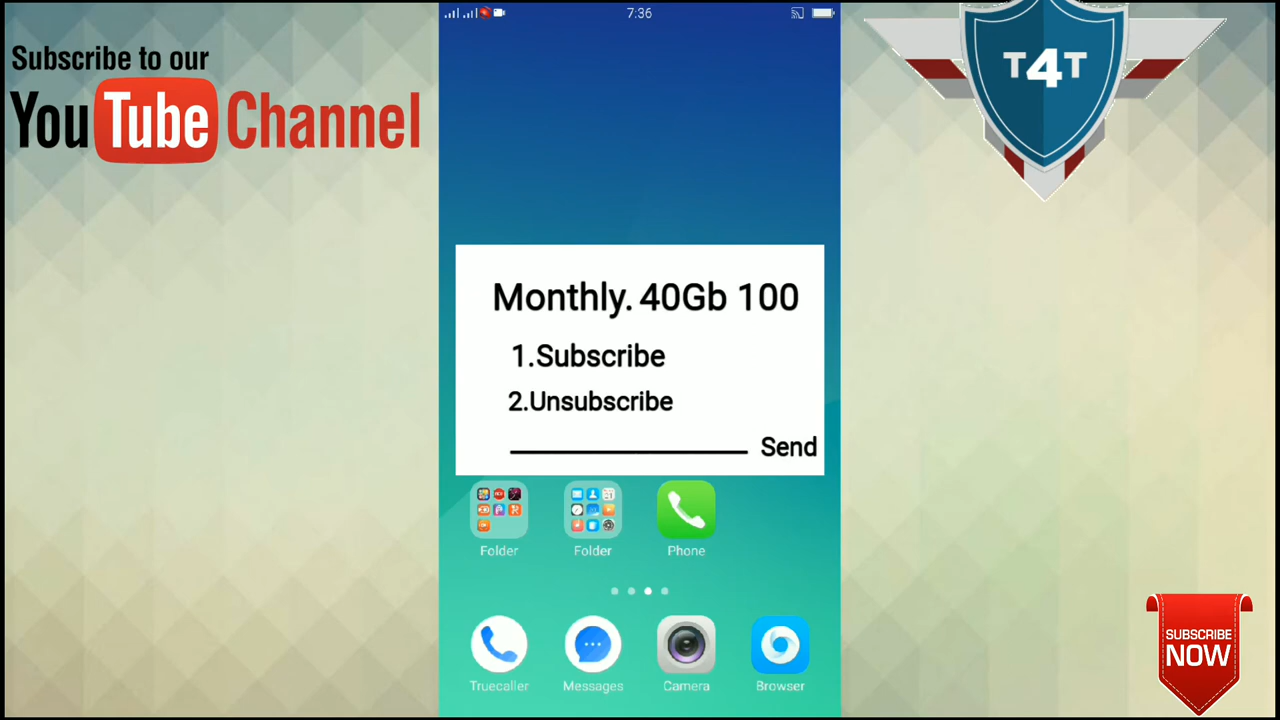 Subscribe to our
YouTube Channel
7:36
T4T
Monthly. 40Gb 100
1.Subscribe
2.Unsubscribe
Send
Folder
Folder
Phone
Truecaller
Messages
Camera
Browser
SUBSCRIBE
NOW